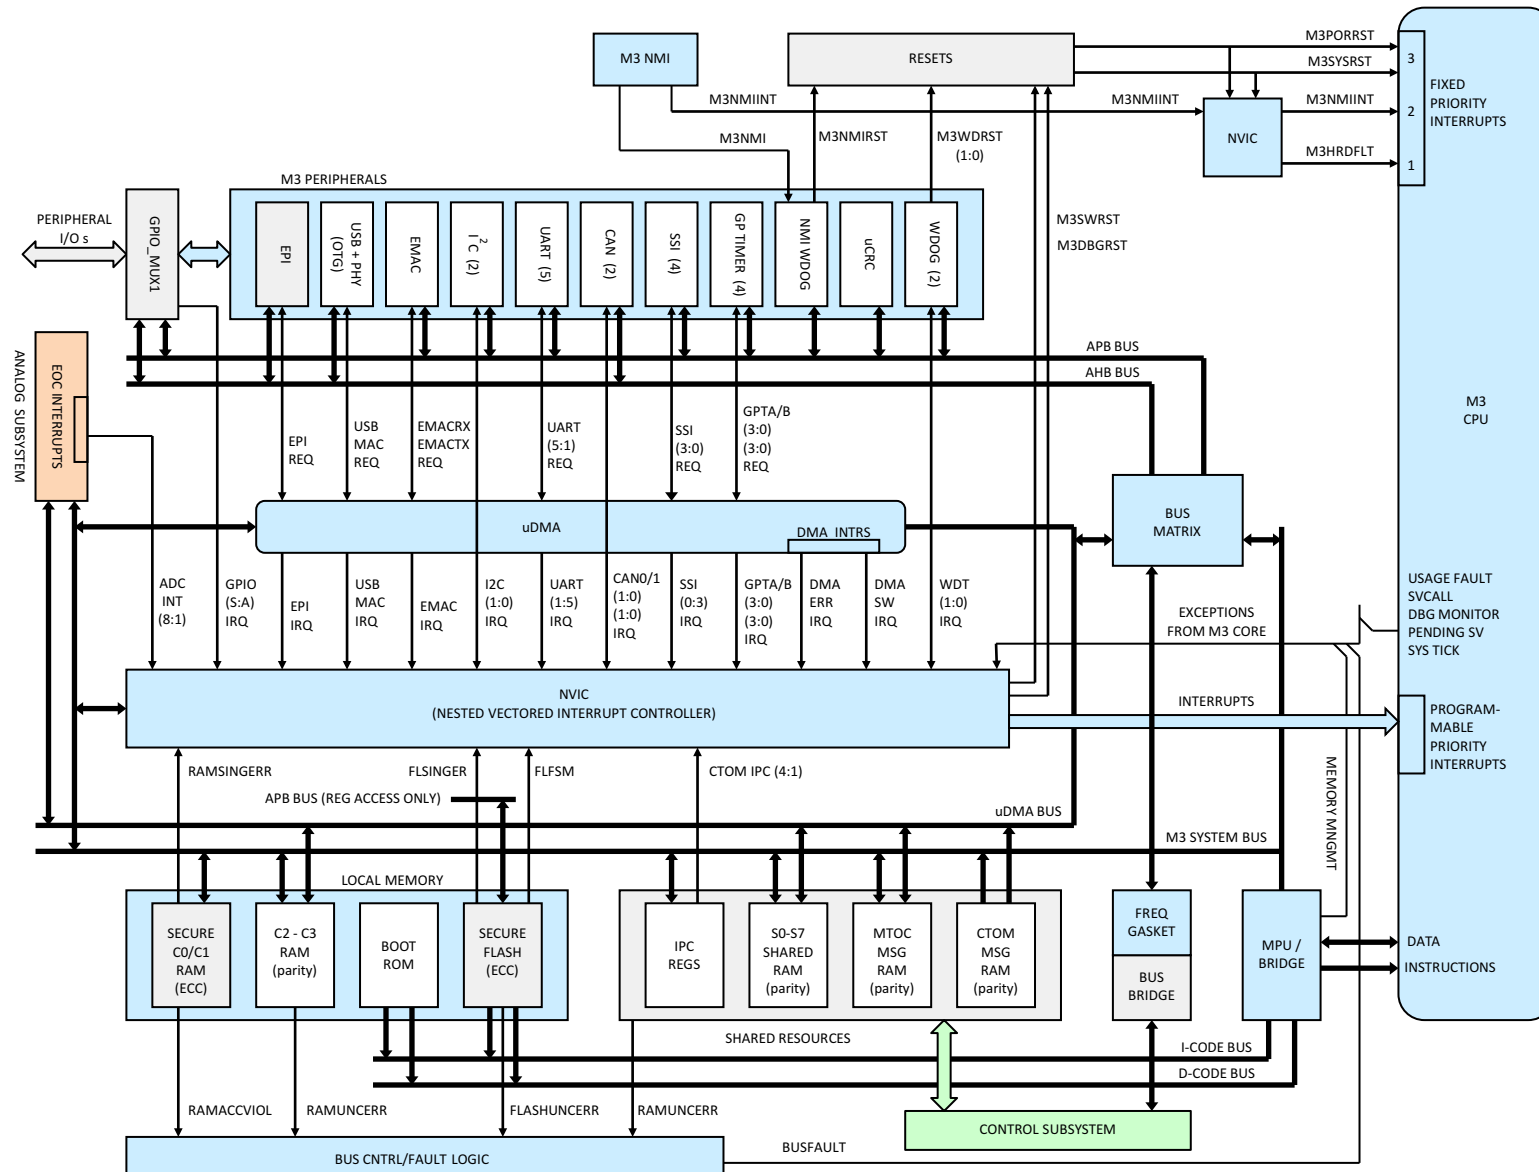 M3 NMI
RESETS
M3PORRST
M3SYSRST
M3NMIINT
M3NMIINT
M3HRDFLT
3
2
1
FIXED
PRIORITY
INTERRUPTS
NVIC
M3NMI
M3NMIRST
M3WDRST
(1:0)
M3SWRST
M3DBGRST
M3 PERIPHERALS
PERIPHERAL
I/O s
GPIO_MUX1
EPI
USB + PHY
(OTG)
EMAC
I2C (2)
UART (5)
CAN (2)
SSI (4)
GP TIMER (4)
NMI WDOG
uCRC
WDOG (2)
APB BUS
AHB BUS
M3
CPU
ANALOG SUBSYSTEM
EOC INTERRUPTS
EPI
REQ
USB
MAC
REQ
EMACRX
EMACTX
REQ
UART
(5:1)
REQ
SSI
(3:0)
REQ
GPTA/B
(3:0)
(3:0)
REQ
uDMA
DMA INTRS
BUS
MATRIX
ADC
INT
(8:1)
GPIO
(S:A)
IRQ
EPI
IRQ
USB
MAC
IRQ
EMAC
IRQ
I2C
(1:0)
IRQ
UART
(1:5)
IRQ
CAN0/1
(1:0)
(1:0)
IRQ
SSI
(0:3)
IRQ
GPTA/B
(3:0)
(3:0)
IRQ
DMA
ERR
IRQ
DMA
SW
IRQ
WDT
(1:0)
IRQ
EXCEPTIONS
FROM M3 CORE
USAGE FAULT
SVCALL
DBG MONITOR
PENDING SV
SYS TICK
NVIC
(NESTED VECTORED INTERRUPT CONTROLLER)
INTERRUPTS
PROGRAM-
MABLE
PRIORITY
INTERRUPTS
RAMSINGERR
FLSINGER
FLFSM
CTOM IPC (4:1)
APB BUS (REG ACCESS ONLY)
uDMA BUS
M3 SYSTEM BUS
MEMORY MNGMT
LOCAL MEMORY
SECURE
C0/C1
RAM
(ECC)
C2 - C3
RAM
(parity)
BOOT
ROM
SECURE
FLASH
(ECC)
IPC
REGS
S0-S7
SHARED
RAM
(parity)
MTOC
MSG
RAM
(parity)
CTOM
MSG
RAM
(parity)
FREQ
GASKET
BUS
BRIDGE
MPU /
BRIDGE
DATA
INSTRUCTIONS
SHARED RESOURCES
I-CODE BUS
D-CODE BUS
RAMACCVIOL
RAMUNCERR
FLASHUNCERR
RAMUNCERR
CONTROL SUBSYSTEM
BUS CNTRL/FAULT LOGIC
BUSFAULT